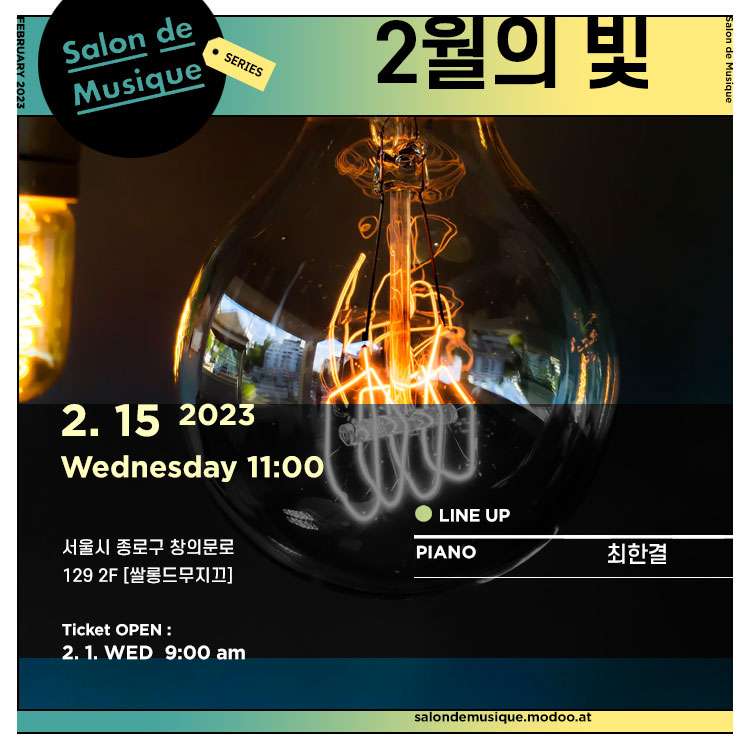 FEBRUARY 2023
Salon de
Musique
SERIES
2월의 빛
Salon de Musique
2. 15 2023
Wednesday 11:00
LINE UP
PIANO 최한결
서울시 종로구 창의문로
129 2F [쌀롱드무지끄]
Ticket OPEN :
2. 1. WED 9:00 am
salondemusique.modoo.at